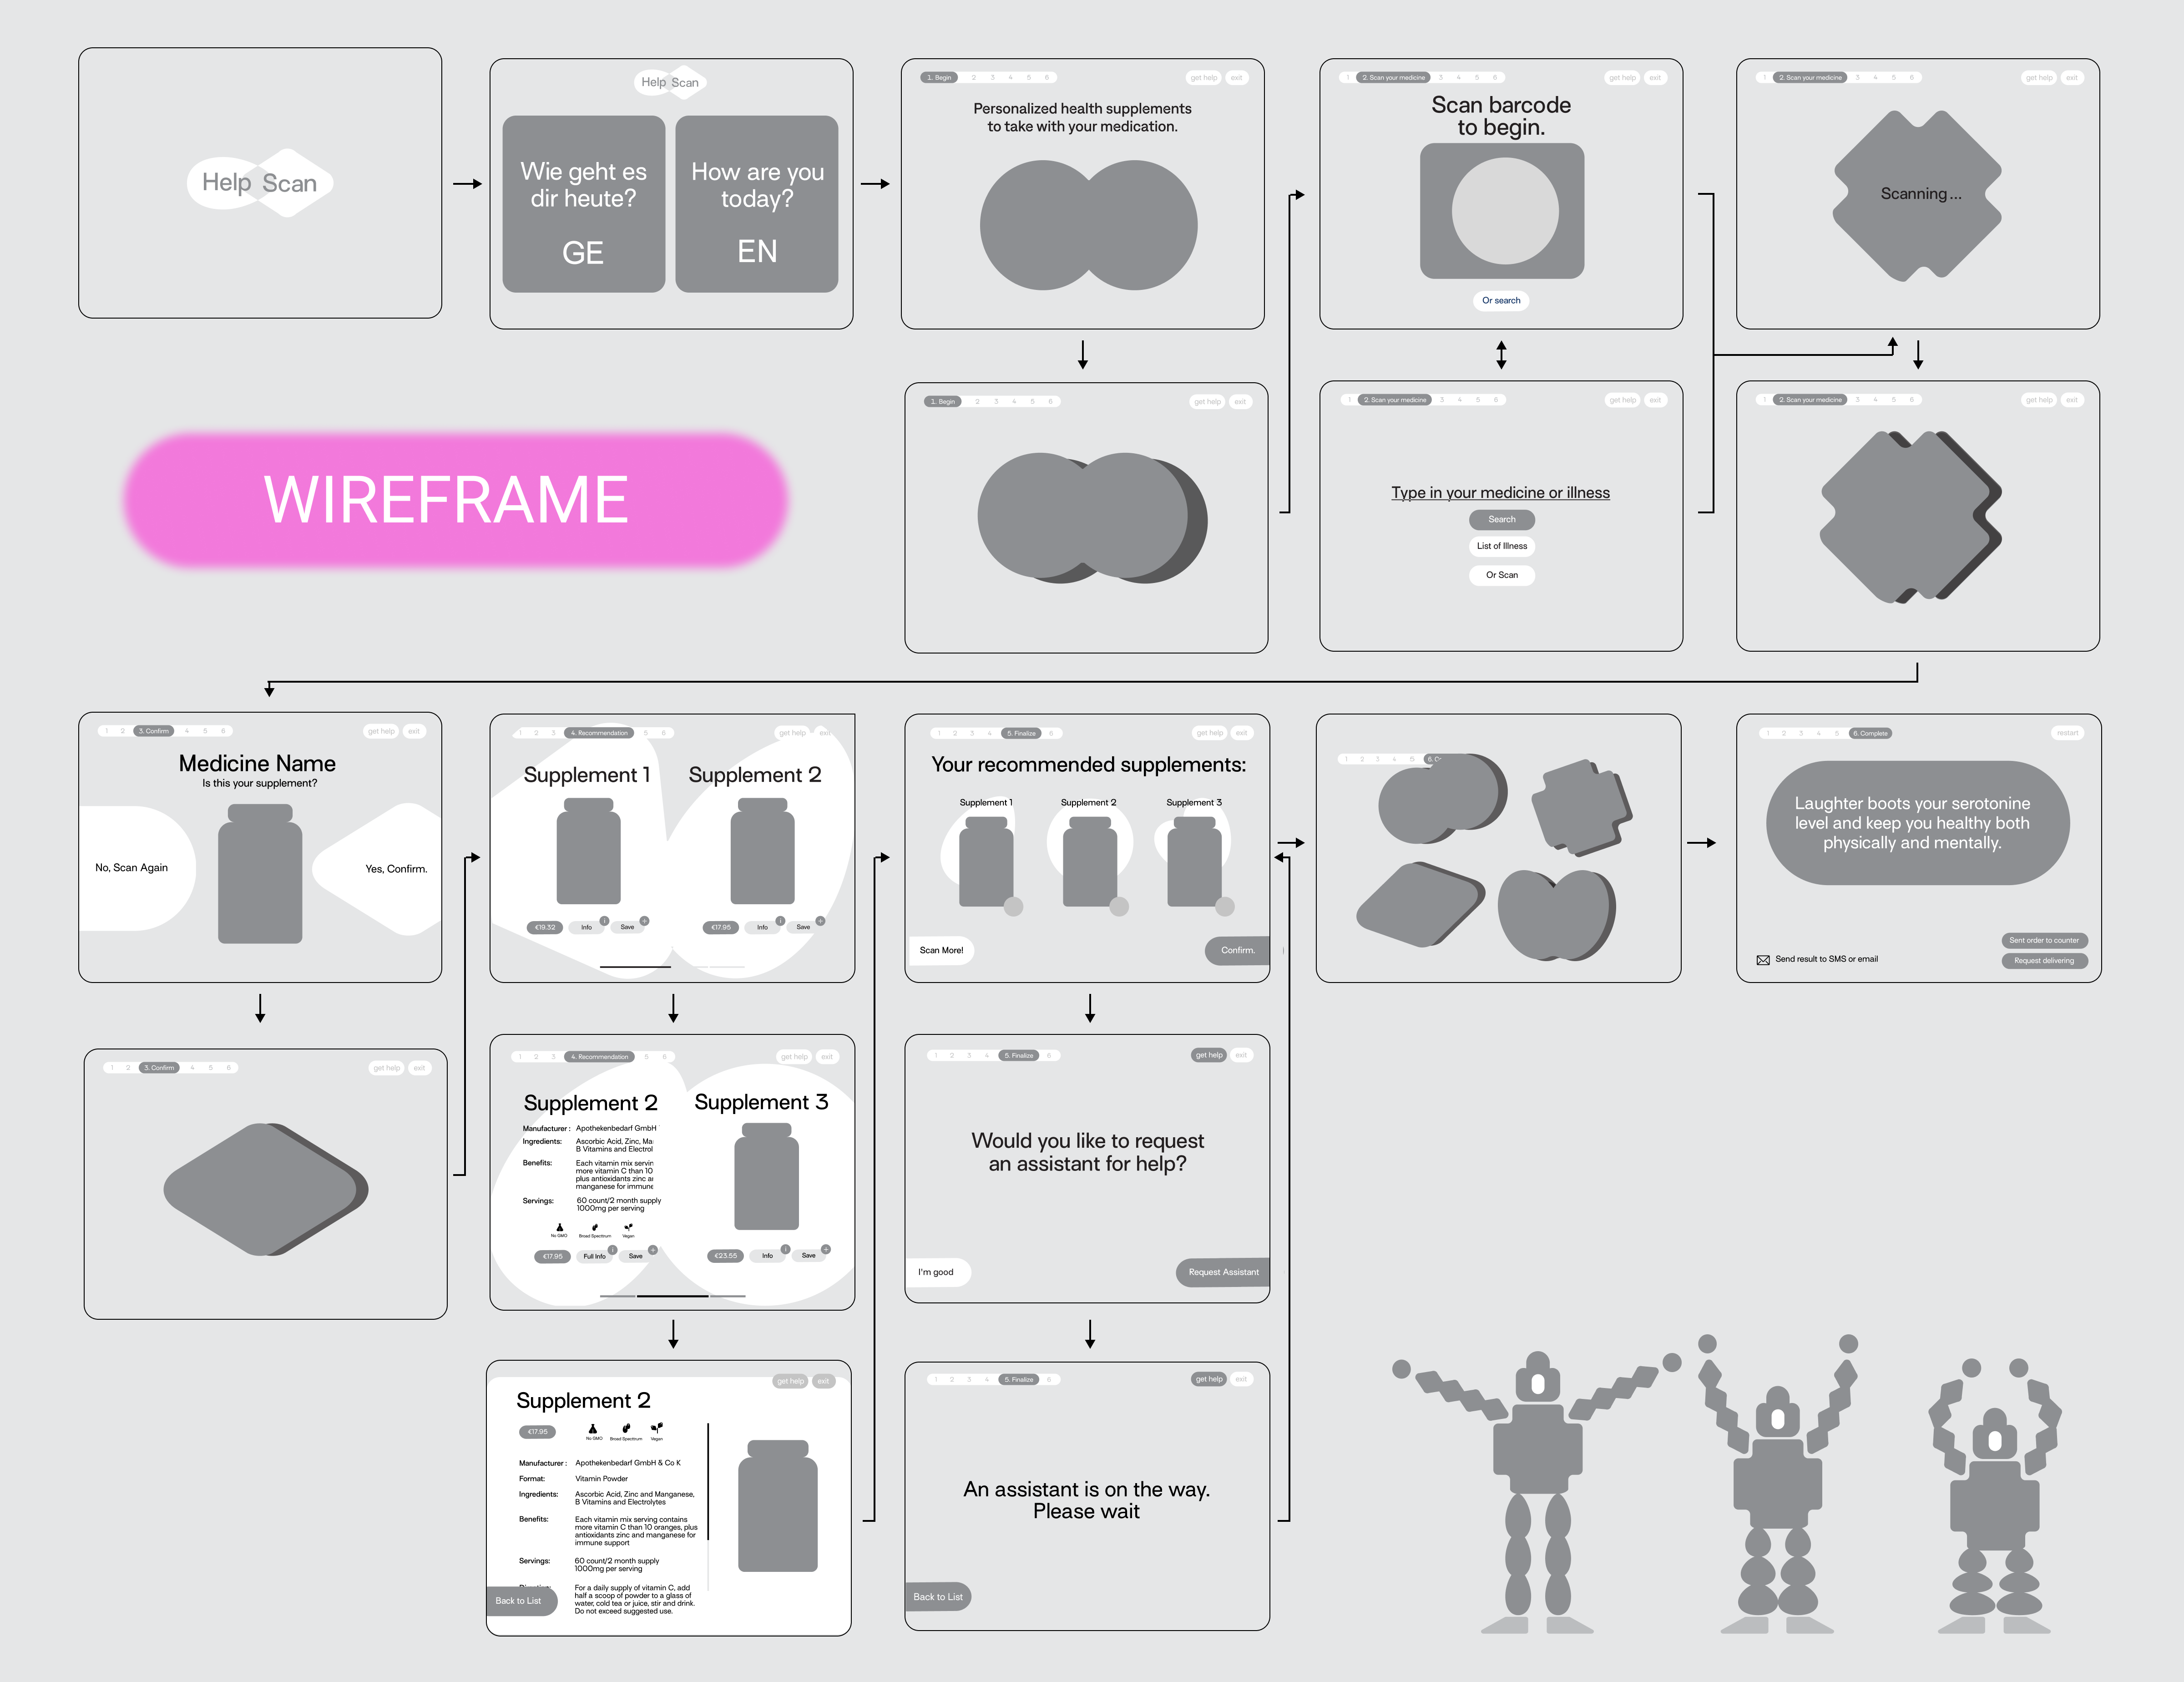 Help Scan
Help Scan
Wie geht es
dir heute?
GE
How are you
today?
EN
1. Begin 2 3 4 5 6
get help exit
Personalized health supplements
to take with your medication.
1 2. Scan your medicine 3 4 5 6
get help exit
Scan barcode
to begin.
Or search
1 2. Scan your medicine 3 4 5 6
get help exit
Scanning...
WIREFRAME
1. Begin 2 3 4 5 6
get help exit
1 2. Scan your medicine 3 4 5 6
get help exit
Type in your medicine or illness
Search
List of Illness
Or Scan
1 2. Scan your medicine 3 4 5 6
get help exit
1 2 3. Confirm 4 5 6
get help exit
Medicine Name
Is this your supplement?
No, Scan Again
Yes, Confirm.
1 2 3 4. Recommendation 5 6
get help exit
Supplement 1
Supplement 2
€19.32 Info i Save +
€17.95 Info i Save +
1 2 3 4 5. Finalize 6
get help exit
Your recommended supplements:
Supplement 1
Supplement 2
Supplement 3
Scan More!
Confirm.
1 2 3 4 5 6. C
1 2 3 4 5 6. Complete
restart
Laughter boots your serotonine
level and keep you healthy both
physically and mentally.
Send result to SMS or email
Sent order to counter
Request delivering
1 2 3. Confirm 4 5 6
get help exit
1 2 3 4. Recommendation 5 6
get help exit
Supplement 2
Manufacturer : Apothekenbedarf GmbH
Ingredients: Ascorbic Acid, Zinc, Ma
B Vitamins and Electrol
Benefits: Each vitamin mix servin
more vitamin C than 10
plus antioxidants zinc a
manganese for immune
Servings: 60 count/2 month supply
1000mg per serving
No GMO Broad Spectrum Vegan
€17.95 Full Info i Save +
Supplement 3
€23.55 Info i Save +
1 2 3 4 5. Finalize 6
get help exit
Would you like to request
an assistant for help?
I'm good
Request Assistant
get help exit
Supplement 2
€17.95
No GMO Broad Spectrum Vegan
Manufacturer : Apothekenbedarf GmbH & Co K
Format: Vitamin Powder
Ingredients: Ascorbic Acid, Zinc and Manganese,
B Vitamins and Electrolytes
Benefits: Each vitamin mix serving contains
more vitamin C than 10 oranges, plus
antioxidants zinc and manganese for
immune support
Servings: 60 count/2 month supply
1000mg per serving
For a daily supply of vitamin C, add
half a scoop of powder to a glass of
water, cold tea or juice, stir and drink.
Do not exceed suggested use.
Back to List
1 2 3 4 5. Finalize 6
get help exit
An assistant is on the way.
Please wait
Back to List